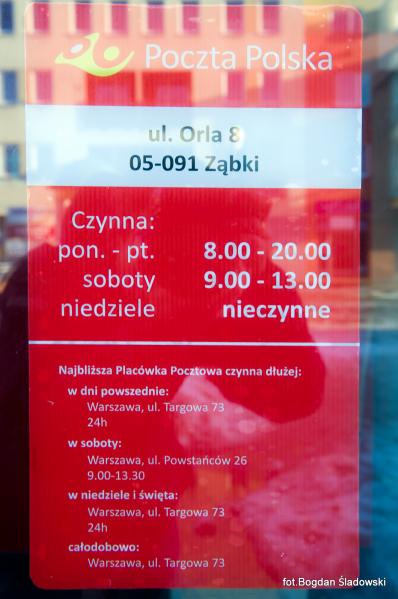 Poczta Polska
ul. Orla 8
05-091 Ząbki
Czynna:
pon. - pt. 8.00 - 20.00
soboty 9.00 - 13.00
niedziele nieczynne
Najbliższa Placówka Pocztowa czynna dłużej:
w dni powszednie:
Warszawa, ul. Targowa 73
24h
w soboty:
Warszawa, ul. Powstańców 26
9.00-13.30
w niedziele i święta:
Warszawa, ul. Targowa 73
24h
całodobowo:
Warszawa, ul. Targowa 73
fot.Bogdan Śladowski